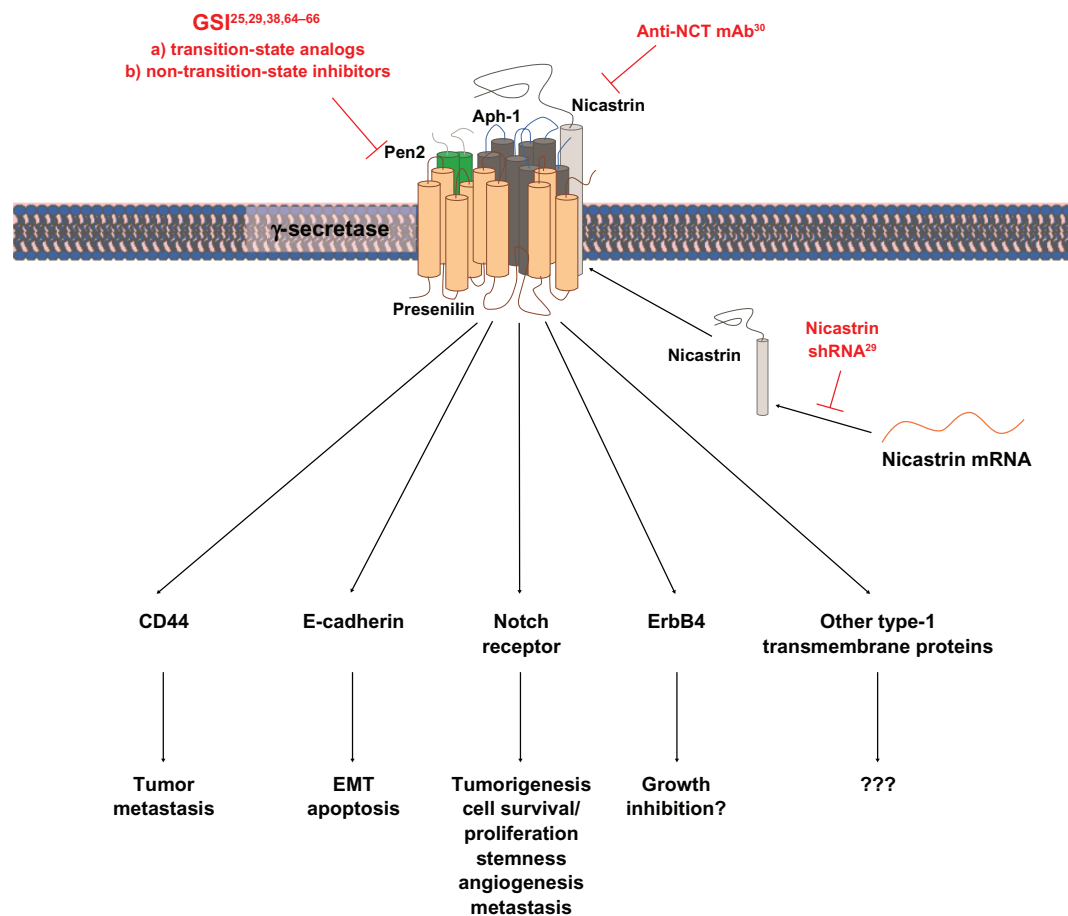 GSI25,29,38,64–66
a) transition-state analogs
b) non-transition-state inhibitors
Anti-NCT mAb30
Nicastrin
Aph-1
Pen2
γ-secretase
Presenilin
Nicastrin
Nicastrin
shRNA29
Nicastrin mRNA
CD44
E-cadherin
Notch
receptor
ErbB4
Other type-1
transmembrane proteins
Tumor
metastasis
EMT
apoptosis
Tumorigenesis
cell survival/
proliferation
stemness
angiogenesis
metastasis
Growth
inhibition?
???